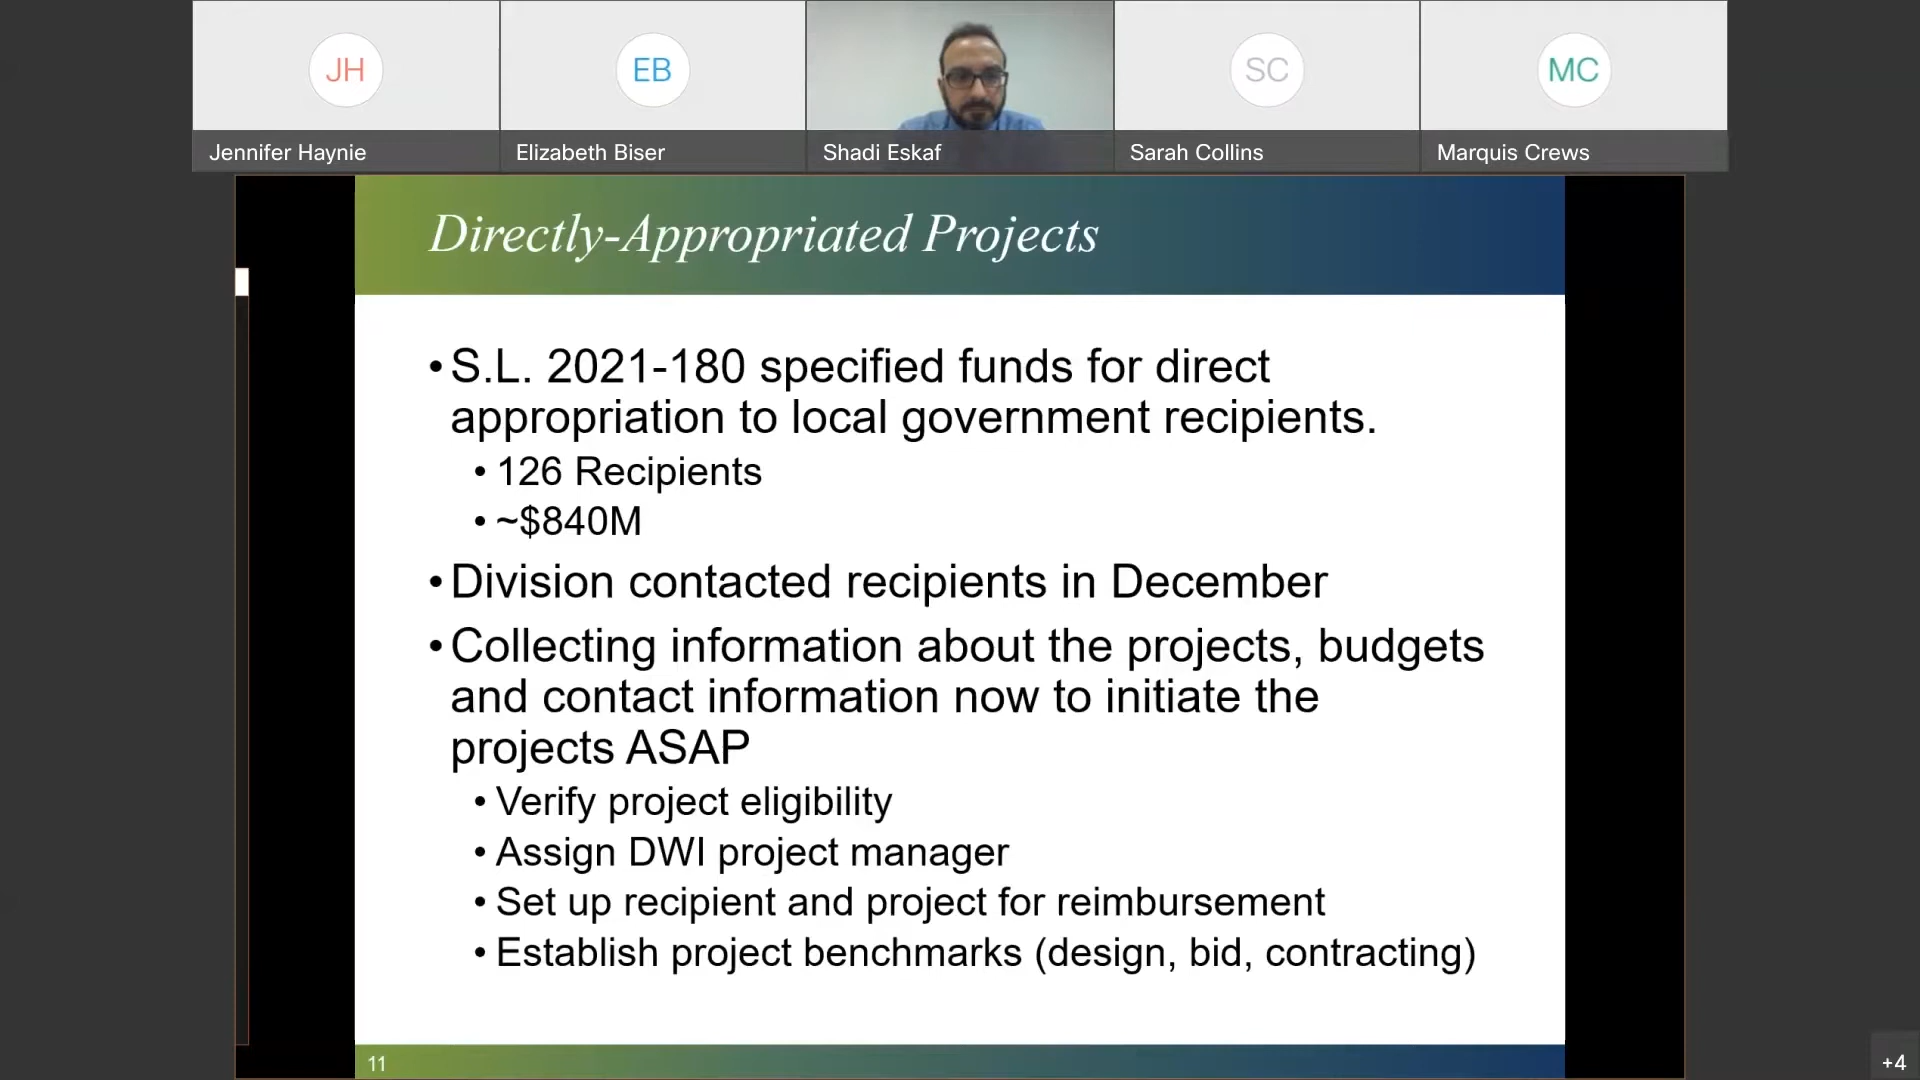 JH
EB
SC
MC
Jennifer Haynie
Elizabeth Biser
Shadi Eskaf
Sarah Collins
Marquis Crews
Directly-Appropriated Projects
•S.L. 2021-180 specified funds for direct
appropriation to local government recipients.
• 126 Recipients
• ~$840M
•Division contacted recipients in December
•Collecting information about the projects, budgets
and contact information now to initiate the
projects ASAP
• Verify project eligibility
• Assign DWI project manager
• Set up recipient and project for reimbursement
• Establish project benchmarks (design, bid, contracting)
11
+4